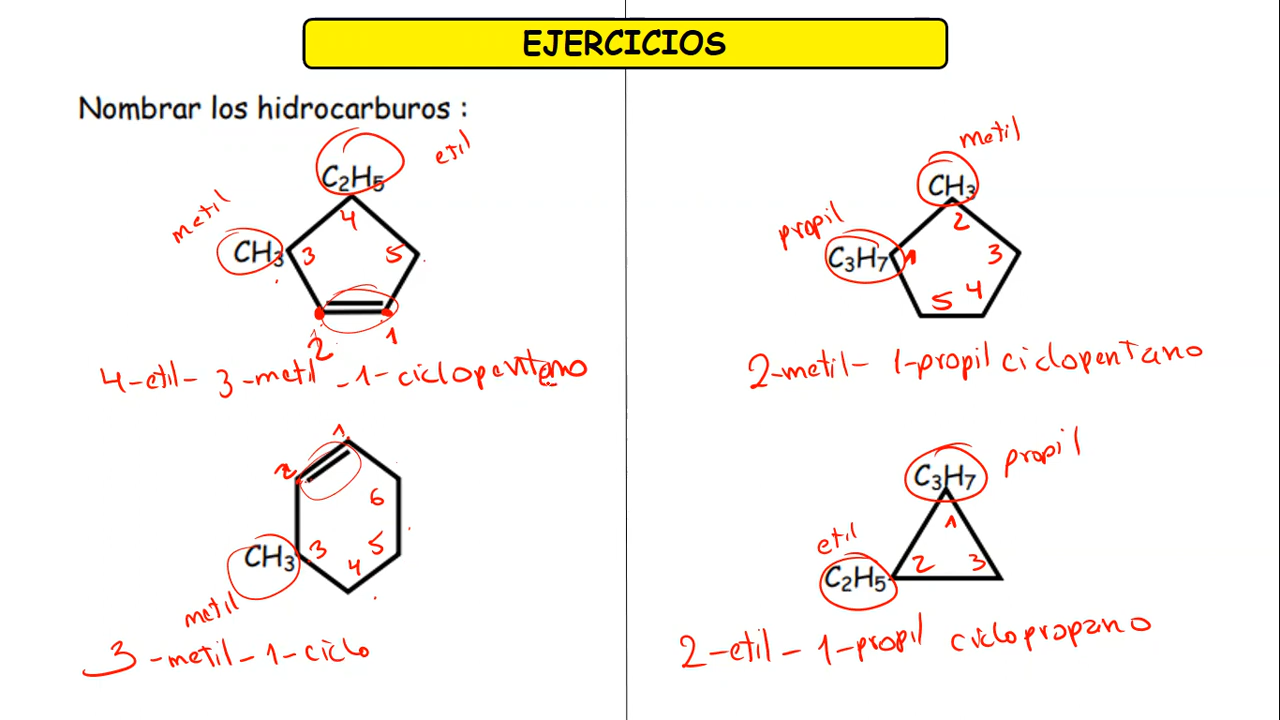 EJERCICIOS
Nombrar los hidrocarburos :
etil
C2H5
metil
4
CH3
3
5
2
1
4-etil-3-metil-1-ciclopenteno
metil
CH3
propil
2
C3H7
1
3
5
4
2-metil-1-propil ciclopentano
1
2
6
CH3
3
5
4
metil
3-metil-1-ciclo
C3H7
propil
1
etil
C2H5
2
3
2-etil-1-propil ciclopropano